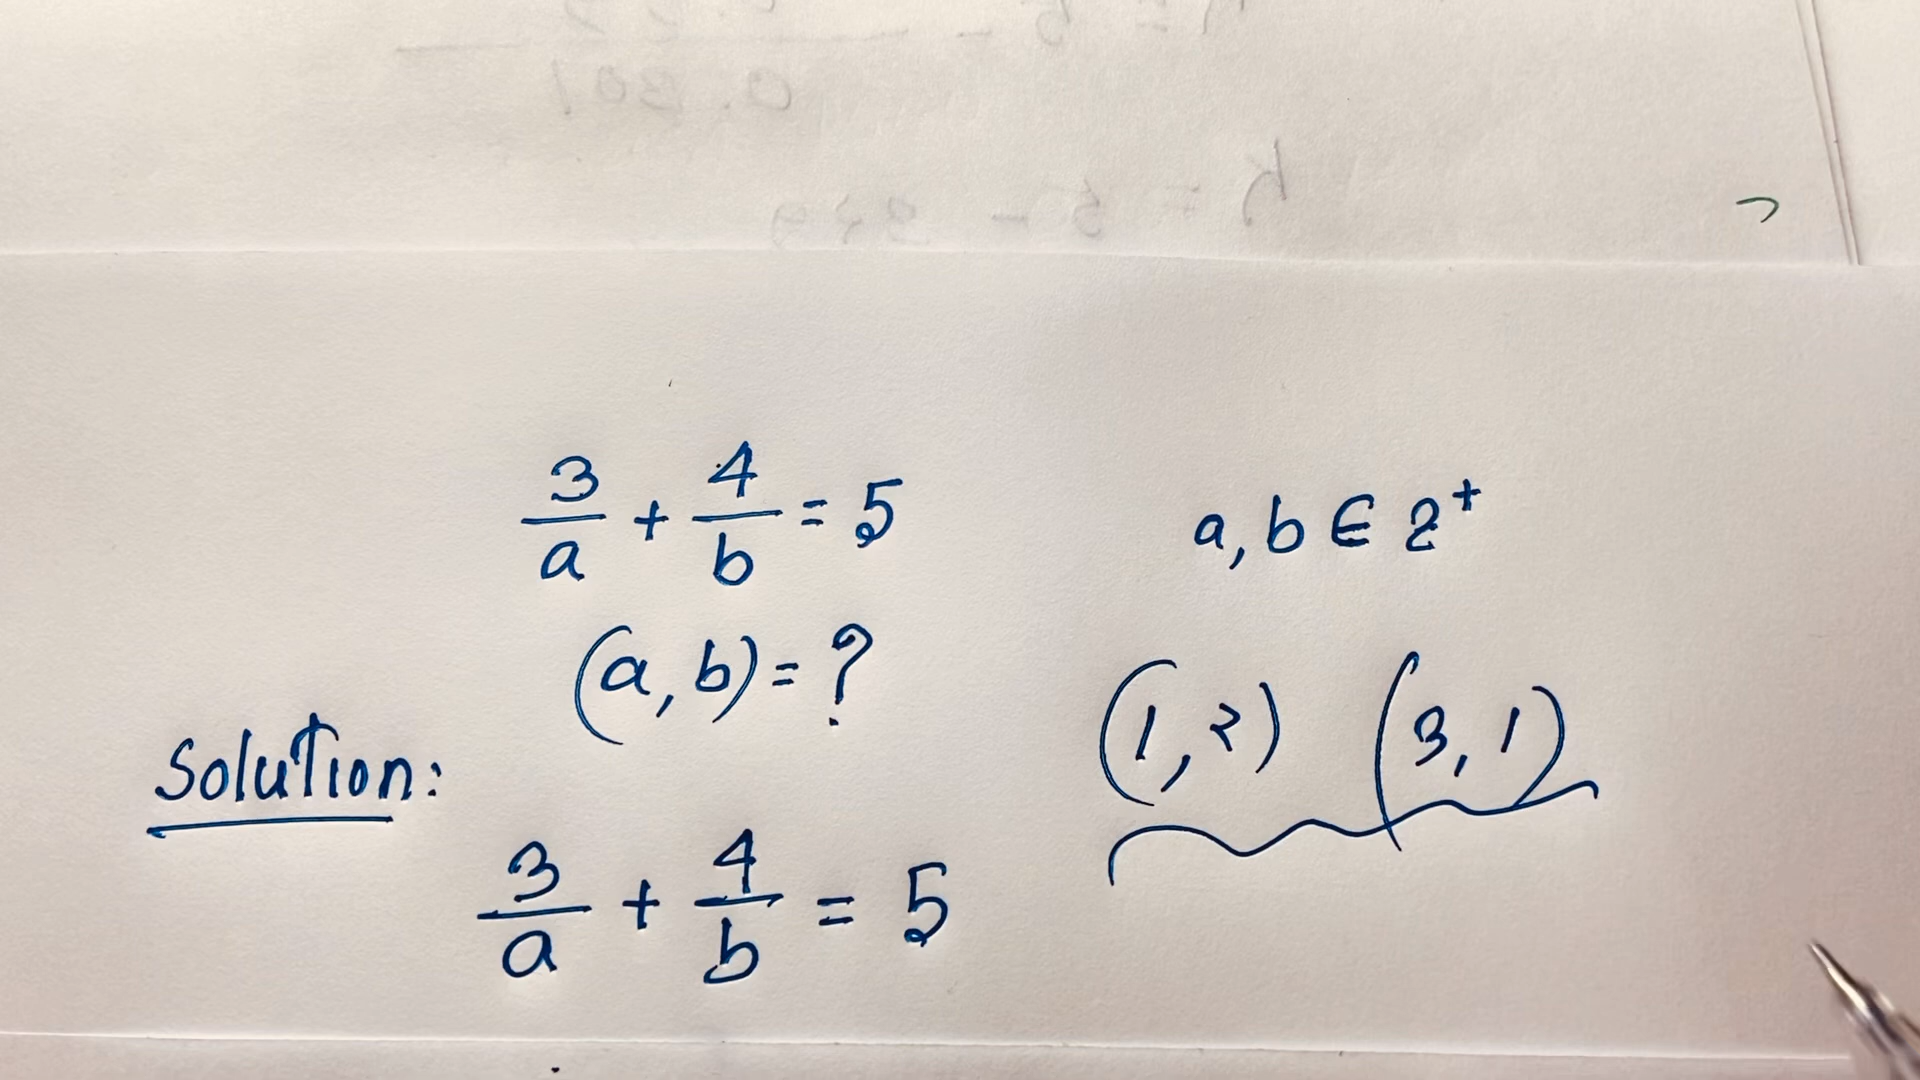 3/a + 4/b = 5
a, b ∈ Z⁺
(a, b) = ?
(1, 2) (3, 1)
Solution:
3/a + 4/b = 5